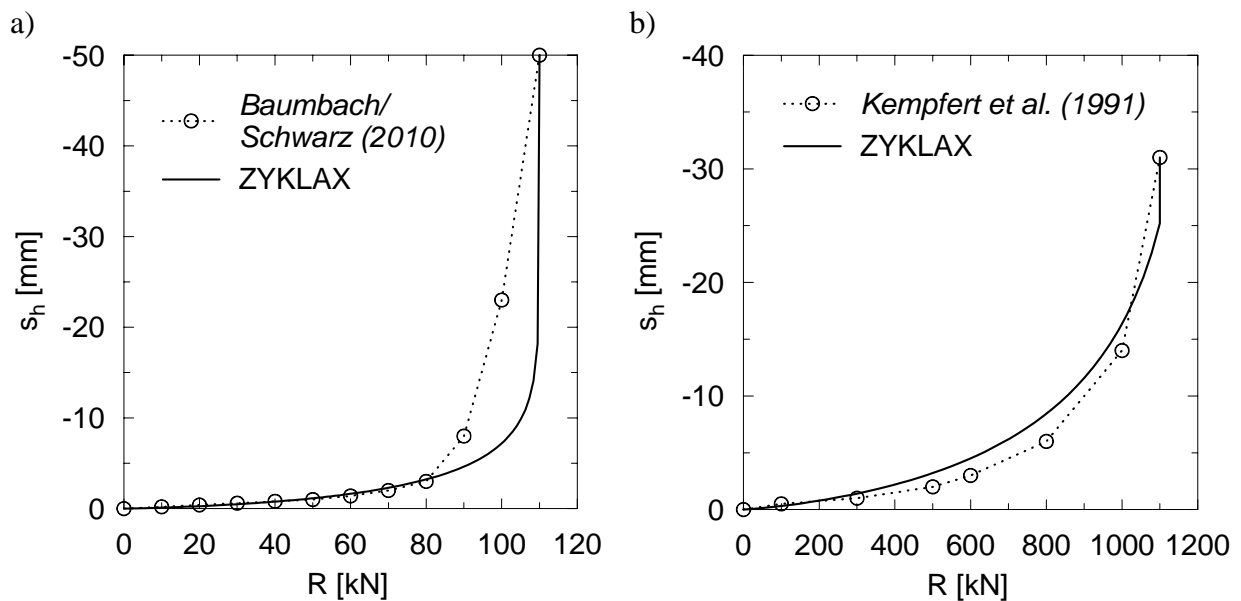 a)
-50
-40
-30
-20
-10
0
s_h [mm]
Baumbach/
Schwarz (2010)
ZYKLAX
0 20 40 60 80 100 120
R [kN]
b)
-40
-30
-20
-10
0
s_h [mm]
Kempfert et al. (1991)
ZYKLAX
0 200 400 600 800 1000 1200
R [kN]